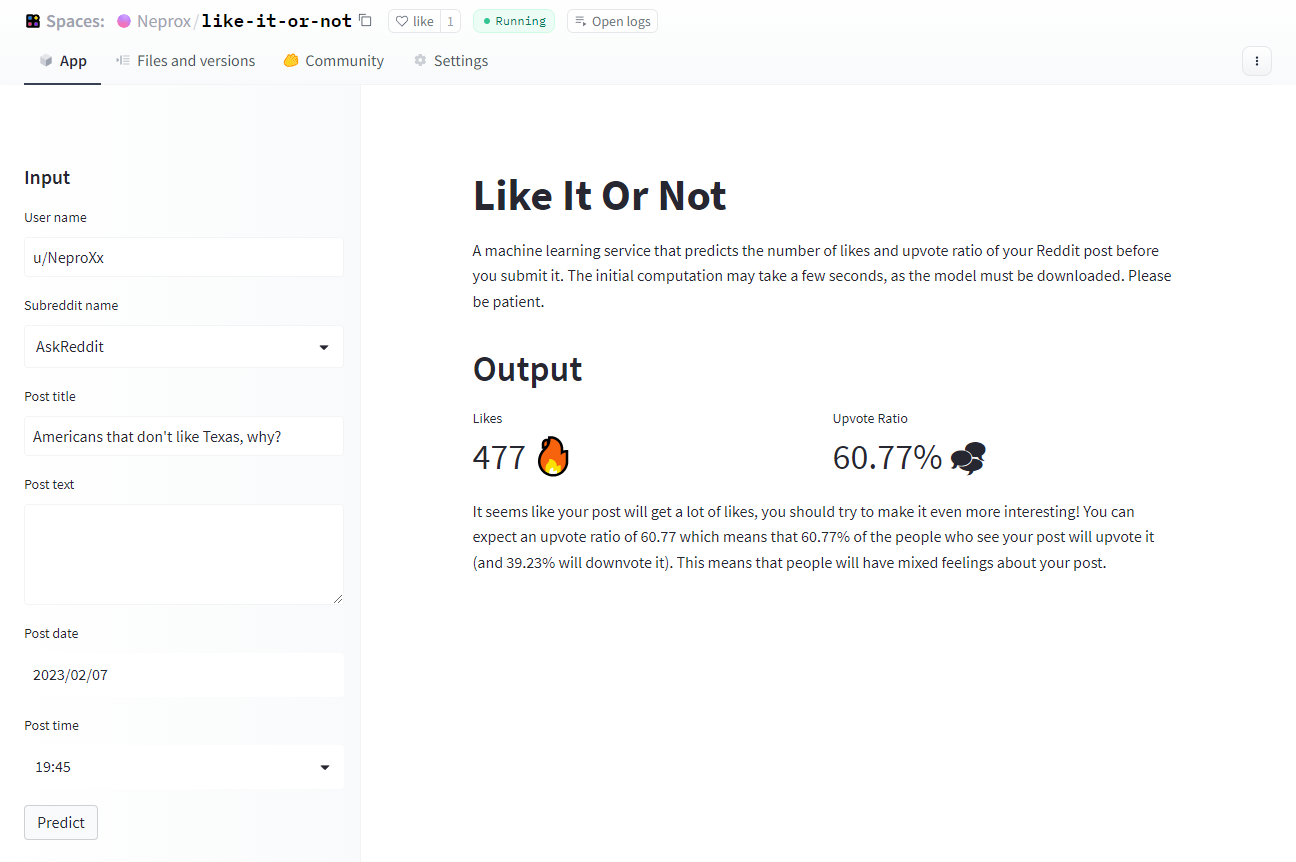 Spaces: Neprox/like-it-or-not like 1 Running Open logs
App Files and versions Community Settings
Input
User name
u/NeproXx
Subreddit name
AskReddit
Post title
Americans that don't like Texas, why?
Post text
Post date
2023/02/07
Post time
19:45
Predict
Like It Or Not
A machine learning service that predicts the number of likes and upvote ratio of your Reddit post before
you submit it. The initial computation may take a few seconds, as the model must be downloaded. Please
be patient.
Output
Likes Upvote Ratio
477 60.77%
It seems like your post will get a lot of likes, you should try to make it even more interesting! You can
expect an upvote ratio of 60.77 which means that 60.77% of the people who see your post will upvote it
(and 39.23% will downvote it). This means that people will have mixed feelings about your post.